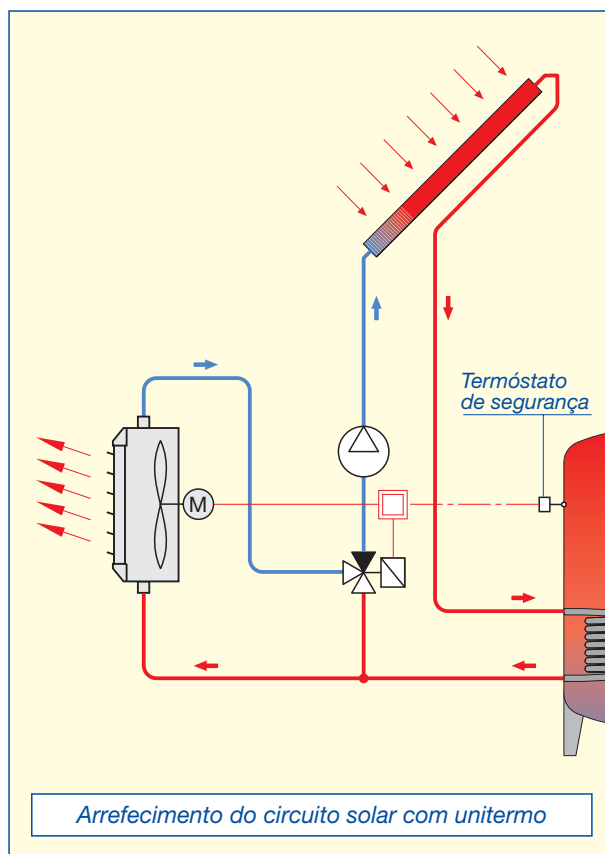 Termóstato
de segurança
M
Arrefecimento do circuito solar com unitermo